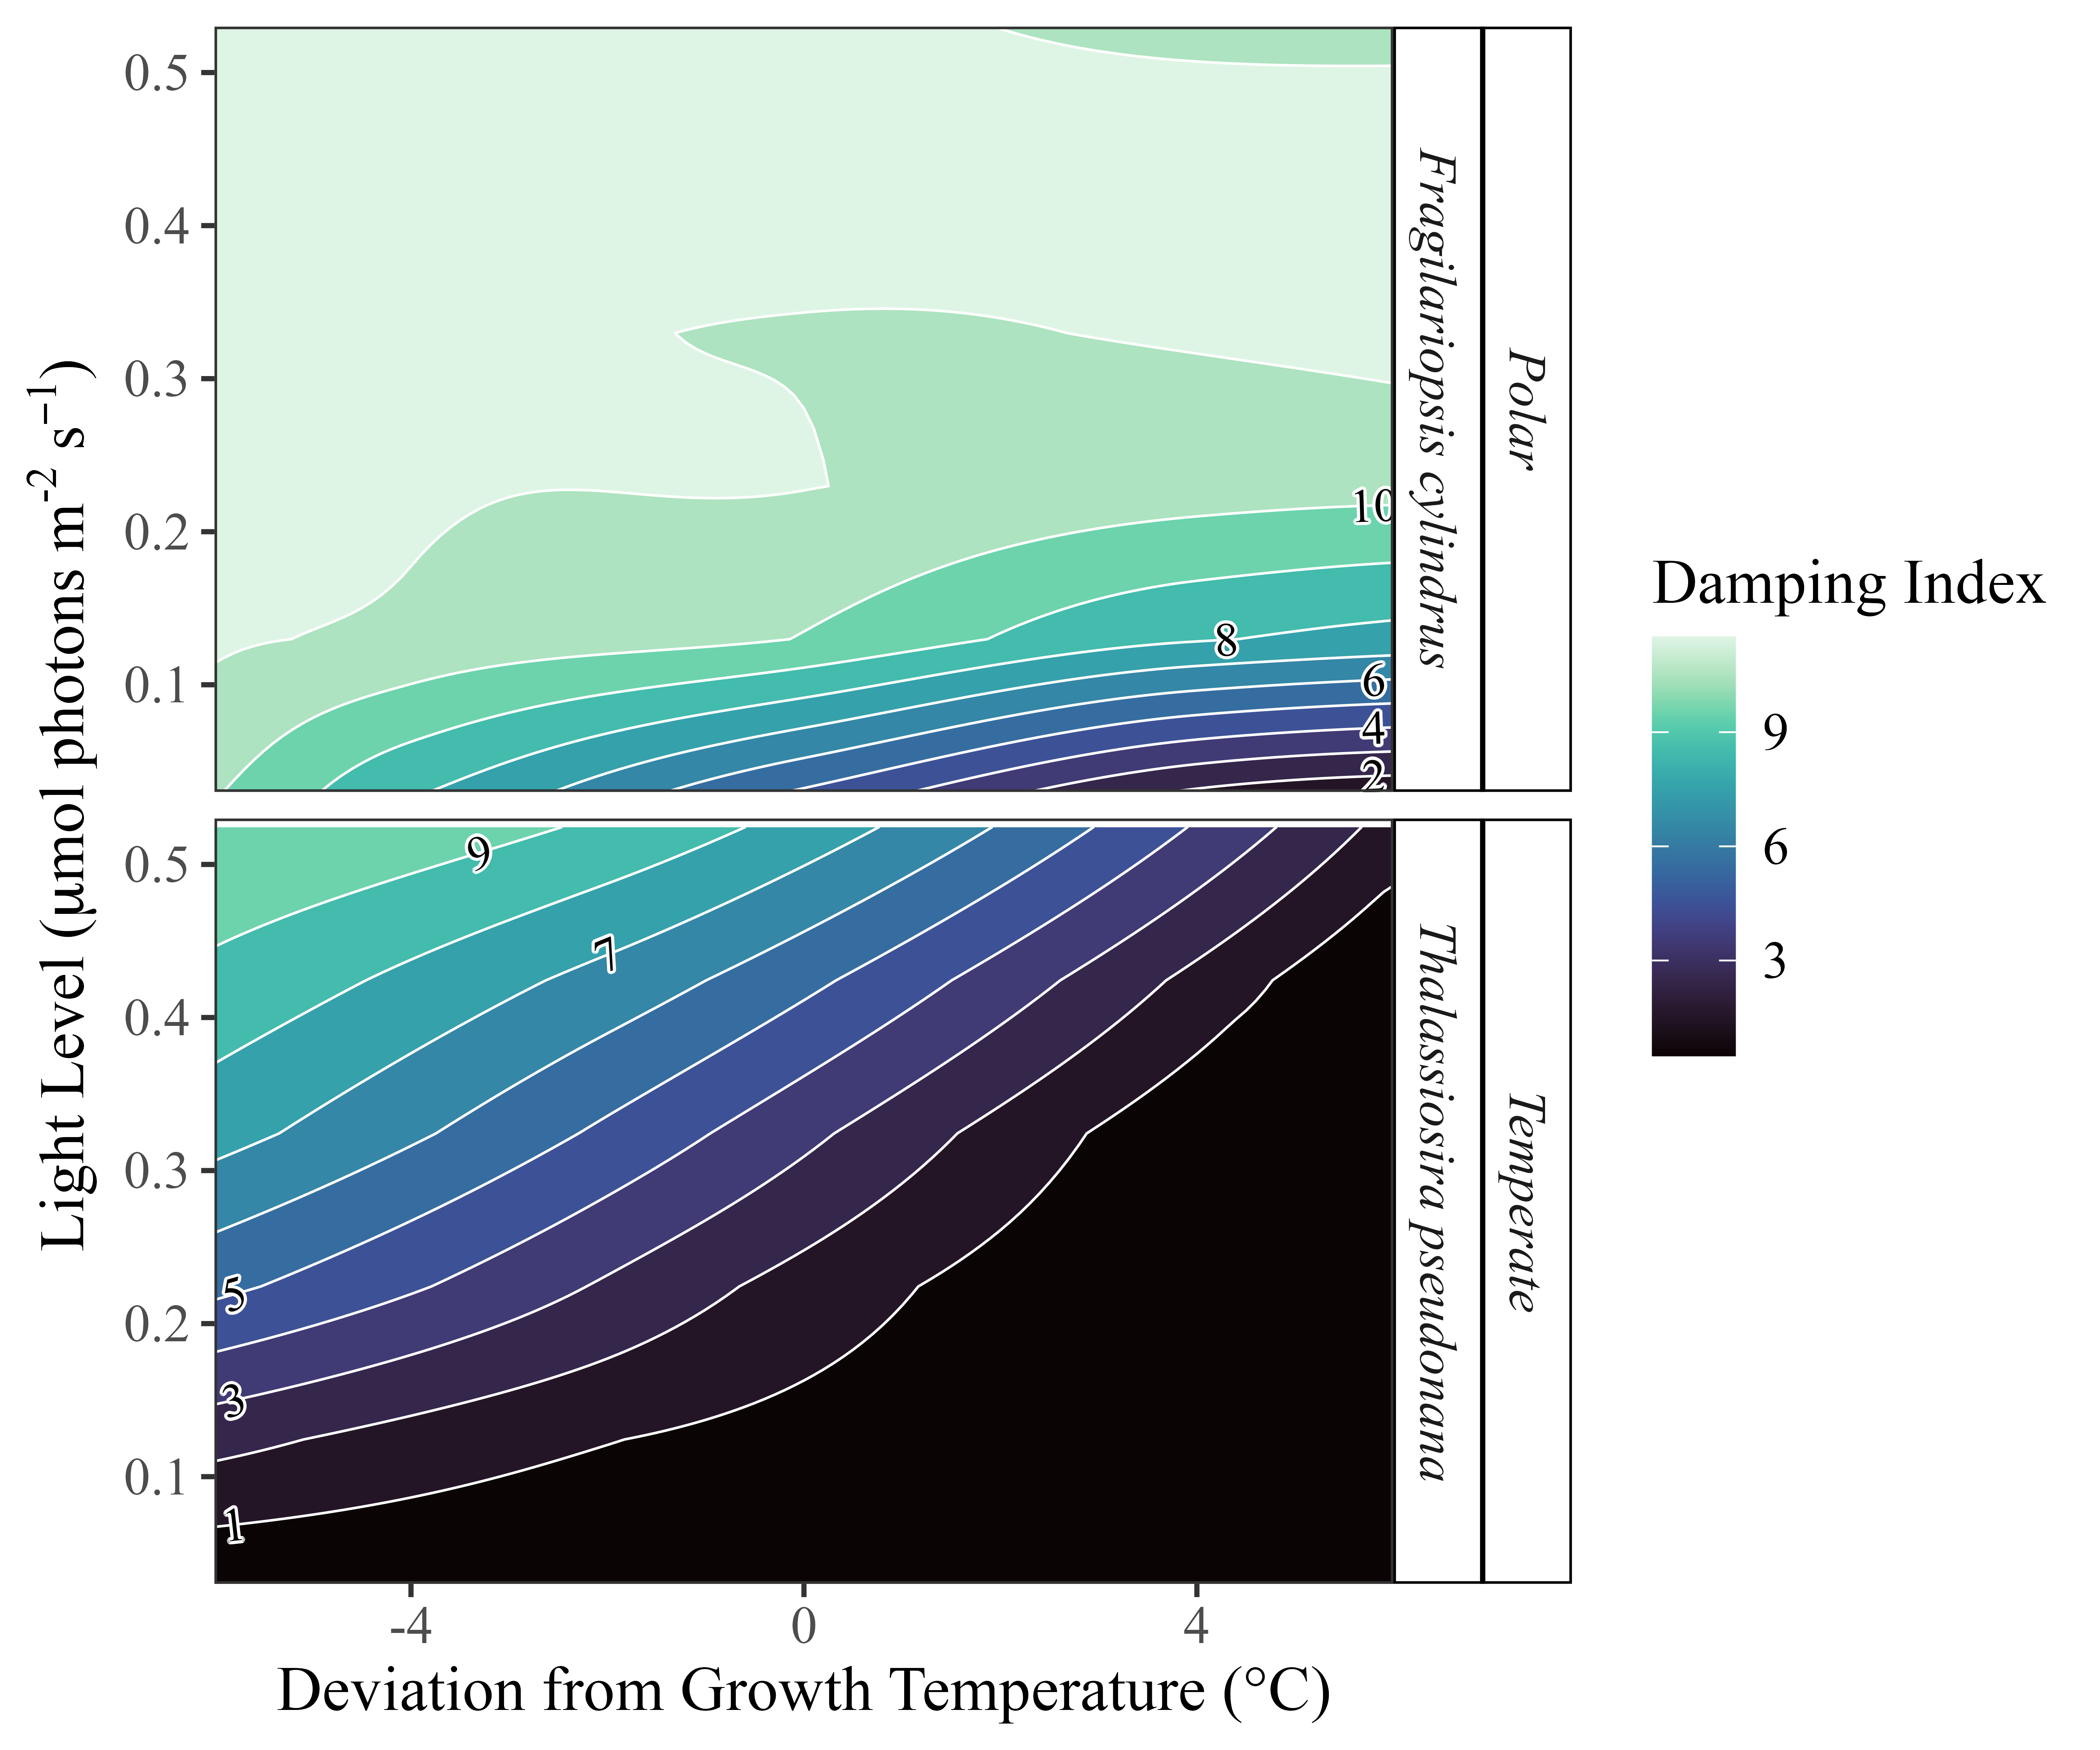 0.5
0.4
0.3
0.2
0.1
10
8
6
4
2
Fragilariopsis cylindrus
Polar
0.5
0.4
0.3
0.2
0.1
9
7
5
3
1
Thalassiosira pseudonana
Temperate
-4 0 4
Deviation from Growth Temperature (°C)
Light Level (μmol photons m⁻² s⁻¹)
Damping Index
9
6
3